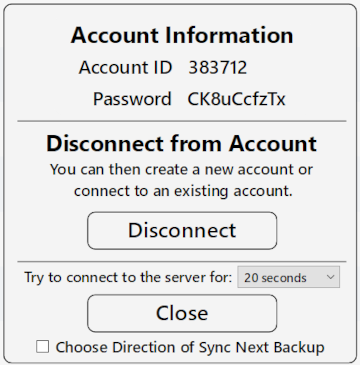 Account Information
Account ID 383712
Password CK8uCcfzTx
Disconnect from Account
You can then create a new account or
connect to an existing account.
Disconnect
Try to connect to the server for: 20 seconds
Close
Choose Direction of Sync Next Backup